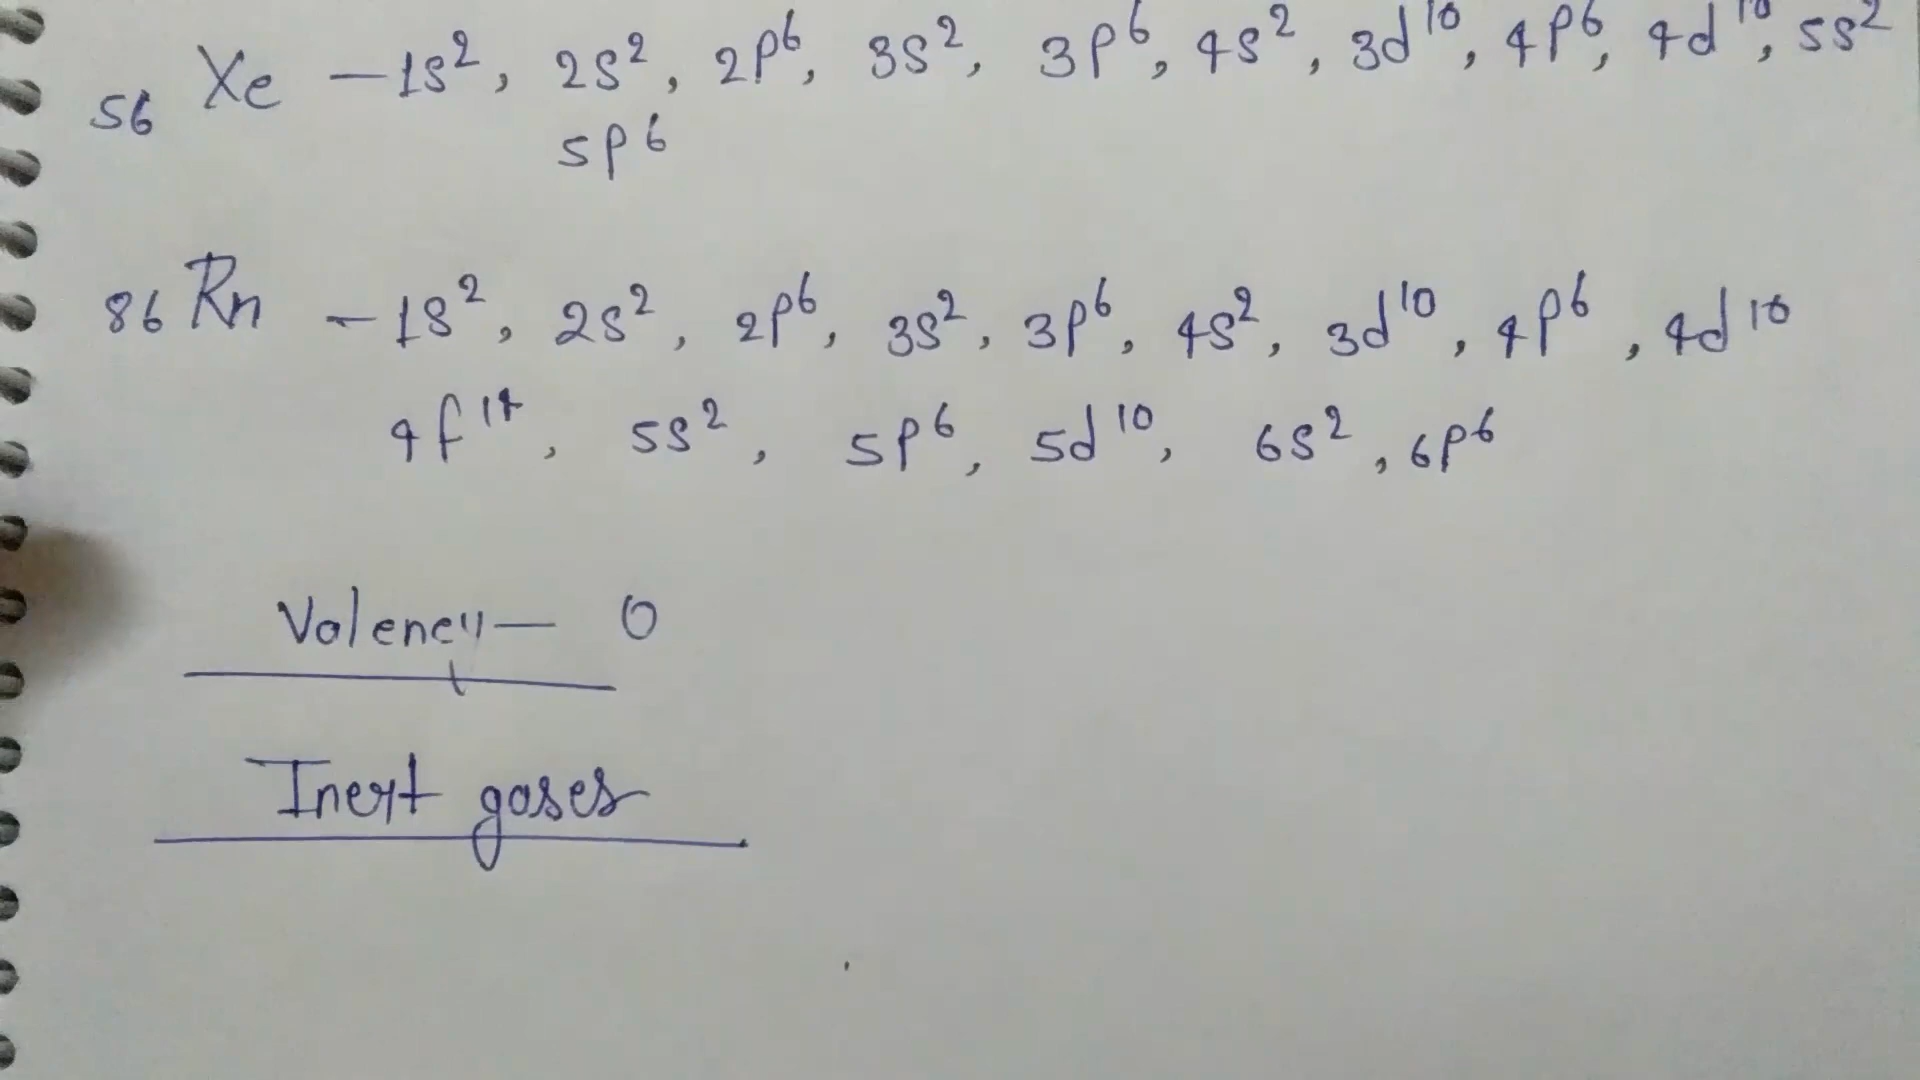 56 Xe – 1s², 2s², 2p⁶, 3s², 3p⁶, 4s², 3d¹⁰, 4p⁶, 4d¹⁰, 5s²
5p⁶
86 Rn – 1s², 2s², 2p⁶, 3s², 3p⁶, 4s², 3d¹⁰, 4p⁶, 4d¹⁰
4f¹⁴, 5s², 5p⁶, 5d¹⁰, 6s², 6p⁶
Valency – 0
Inert gases